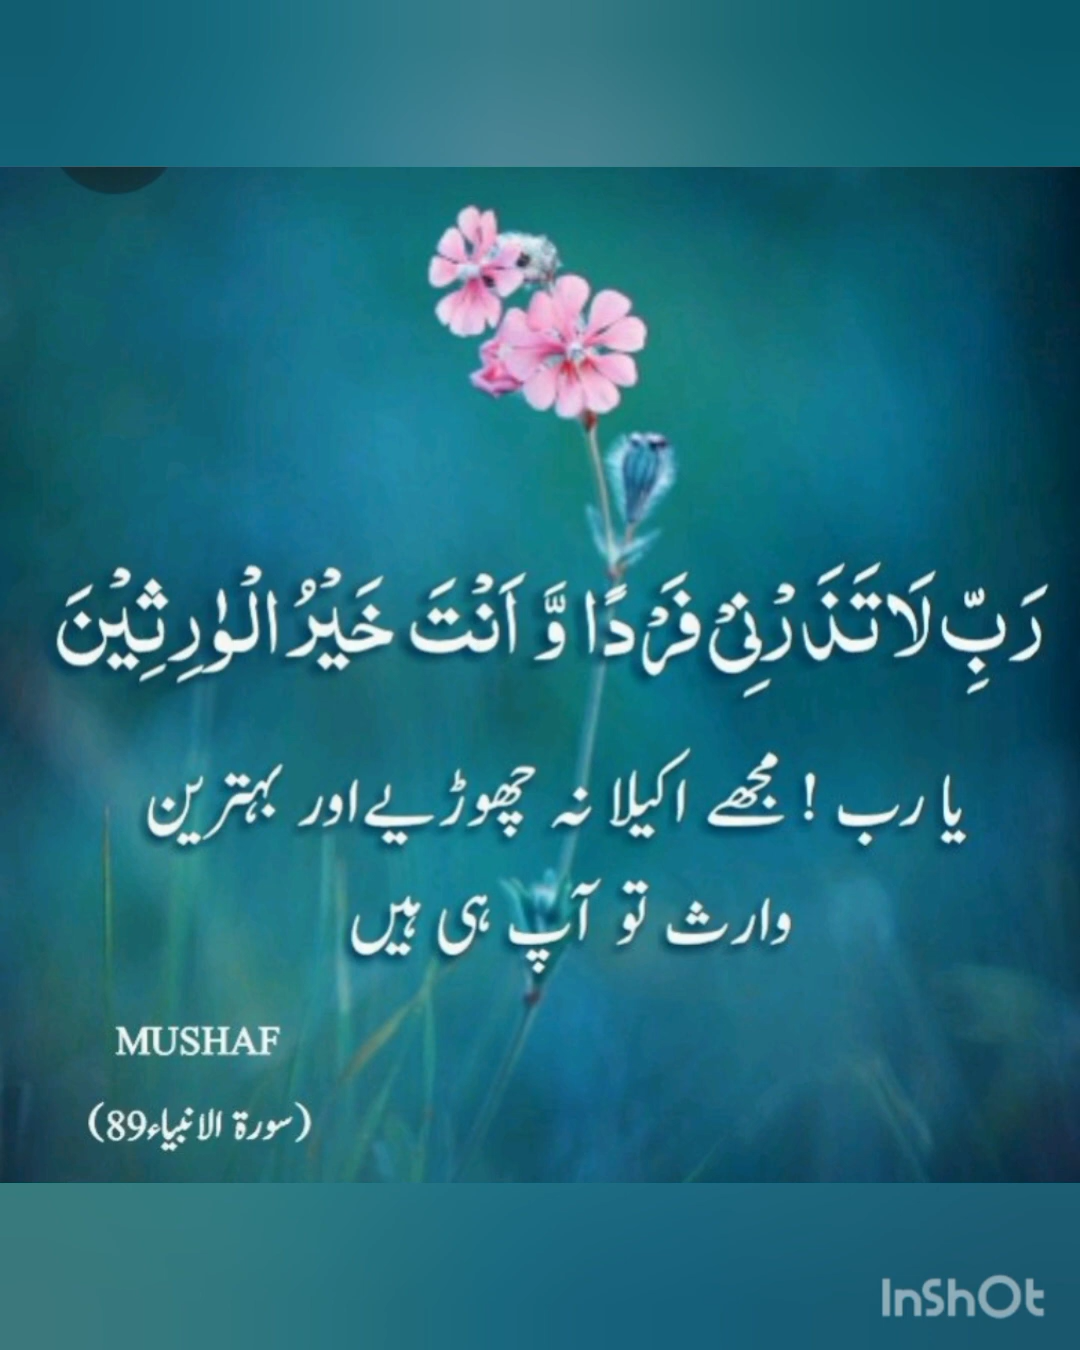 رَبِّ لَا تَذَرْنِیْ فَرْدًا وَّ اَنْتَ خَیْرُ الْوٰرِثِیْنَ
یا رب ! مجھے اکیلا نہ چھوڑیے اور بہترین
وارث تو آپ ہی ہیں
MUSHAF
(سورۃ الانبیاء89)
InShOt